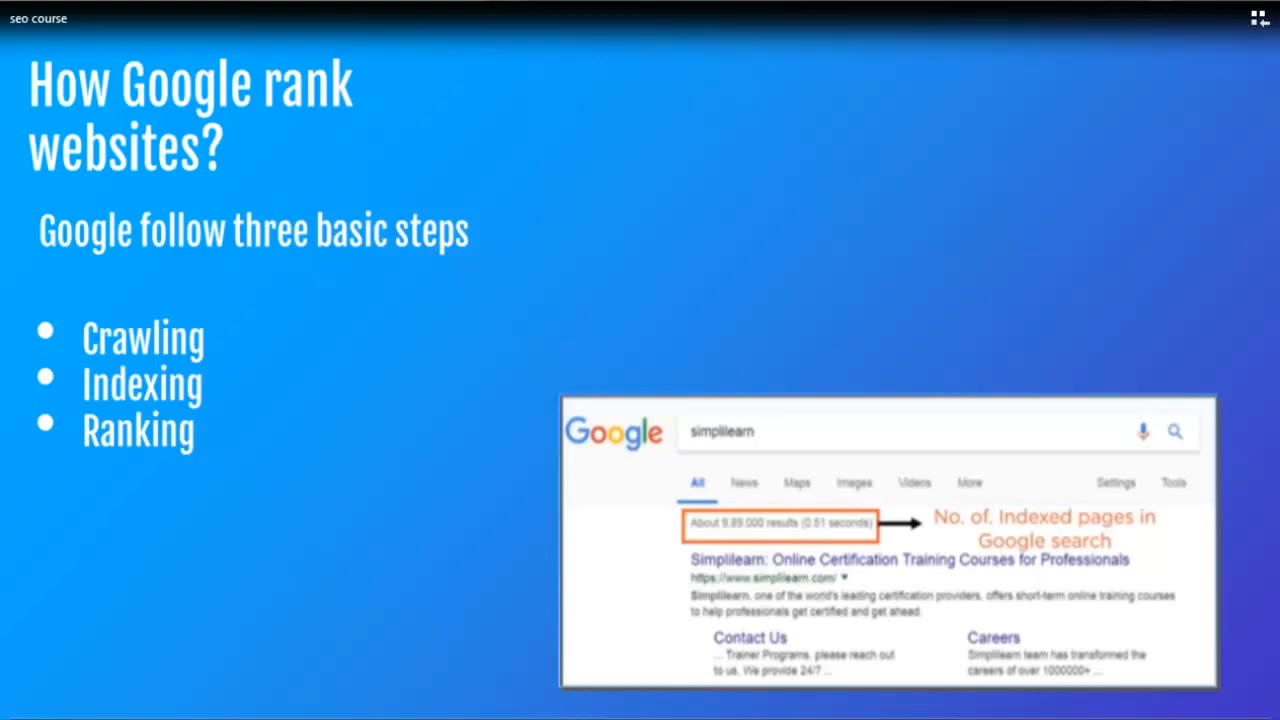 seo course
How Google rank
websites?
Google follow three basic steps
• Crawling
• Indexing
• Ranking
Google
simplilearn
All News Maps Images Videos More Settings Tools
About 9,89,000 results (0.51 seconds)
No. of. Indexed pages in
Google search
Simplilearn: Online Certification Training Courses for Professionals
https://www.simplilearn.com/
Simplilearn, one of the world's leading certification providers, offers short-term online training courses
to help professionals get certified and get ahead.
Contact Us
... Trainer Programs, please reach out
to us. We provide 24/7 ...
Careers
Simplilearn team has transformed the
careers of over 1000000+ ...